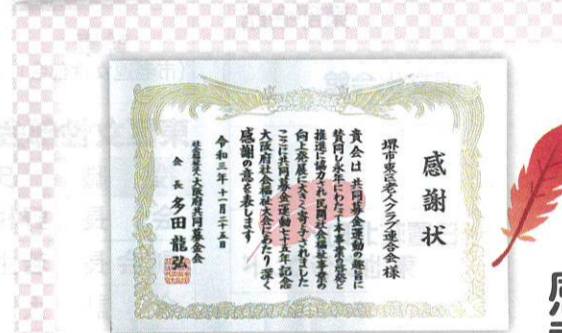 感謝状
堺市東区老人クラブ連合会様
貴会は 共同募金運動の趣旨に
賛同し永年にわたり本事業の啓発と
推進に協力され民間社会福祉事業の
向上発展に大きく寄与されました
ここに共同募金運動七十五年記念
大阪府社会福祉大会にあたり深く
感謝の意を表します
令和三年十一月二十五日
社会福祉法人大阪府共同募金会
会長 多田龍弘